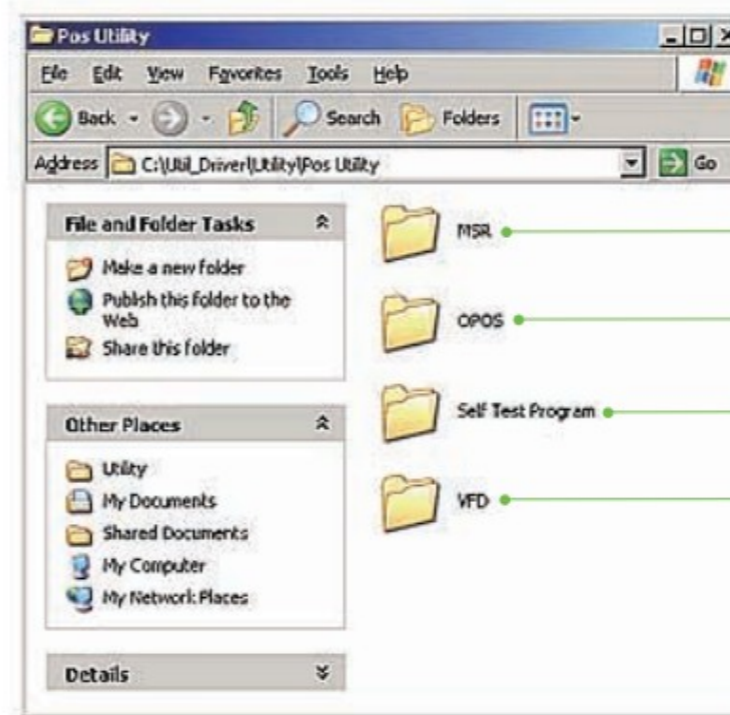 Pos Utility
File Edit View Favorites Tools Help
Back Search Folders
Address C:\Util_Driver\Utility\Pos Utility Go
File and Folder Tasks
Make a new folder
Publish this folder to the
Web
Share this folder
Other Places
Utility
My Documents
Shared Documents
My Computer
My Network Places
Details
MSR
OPOS
Self Test Program
VFD